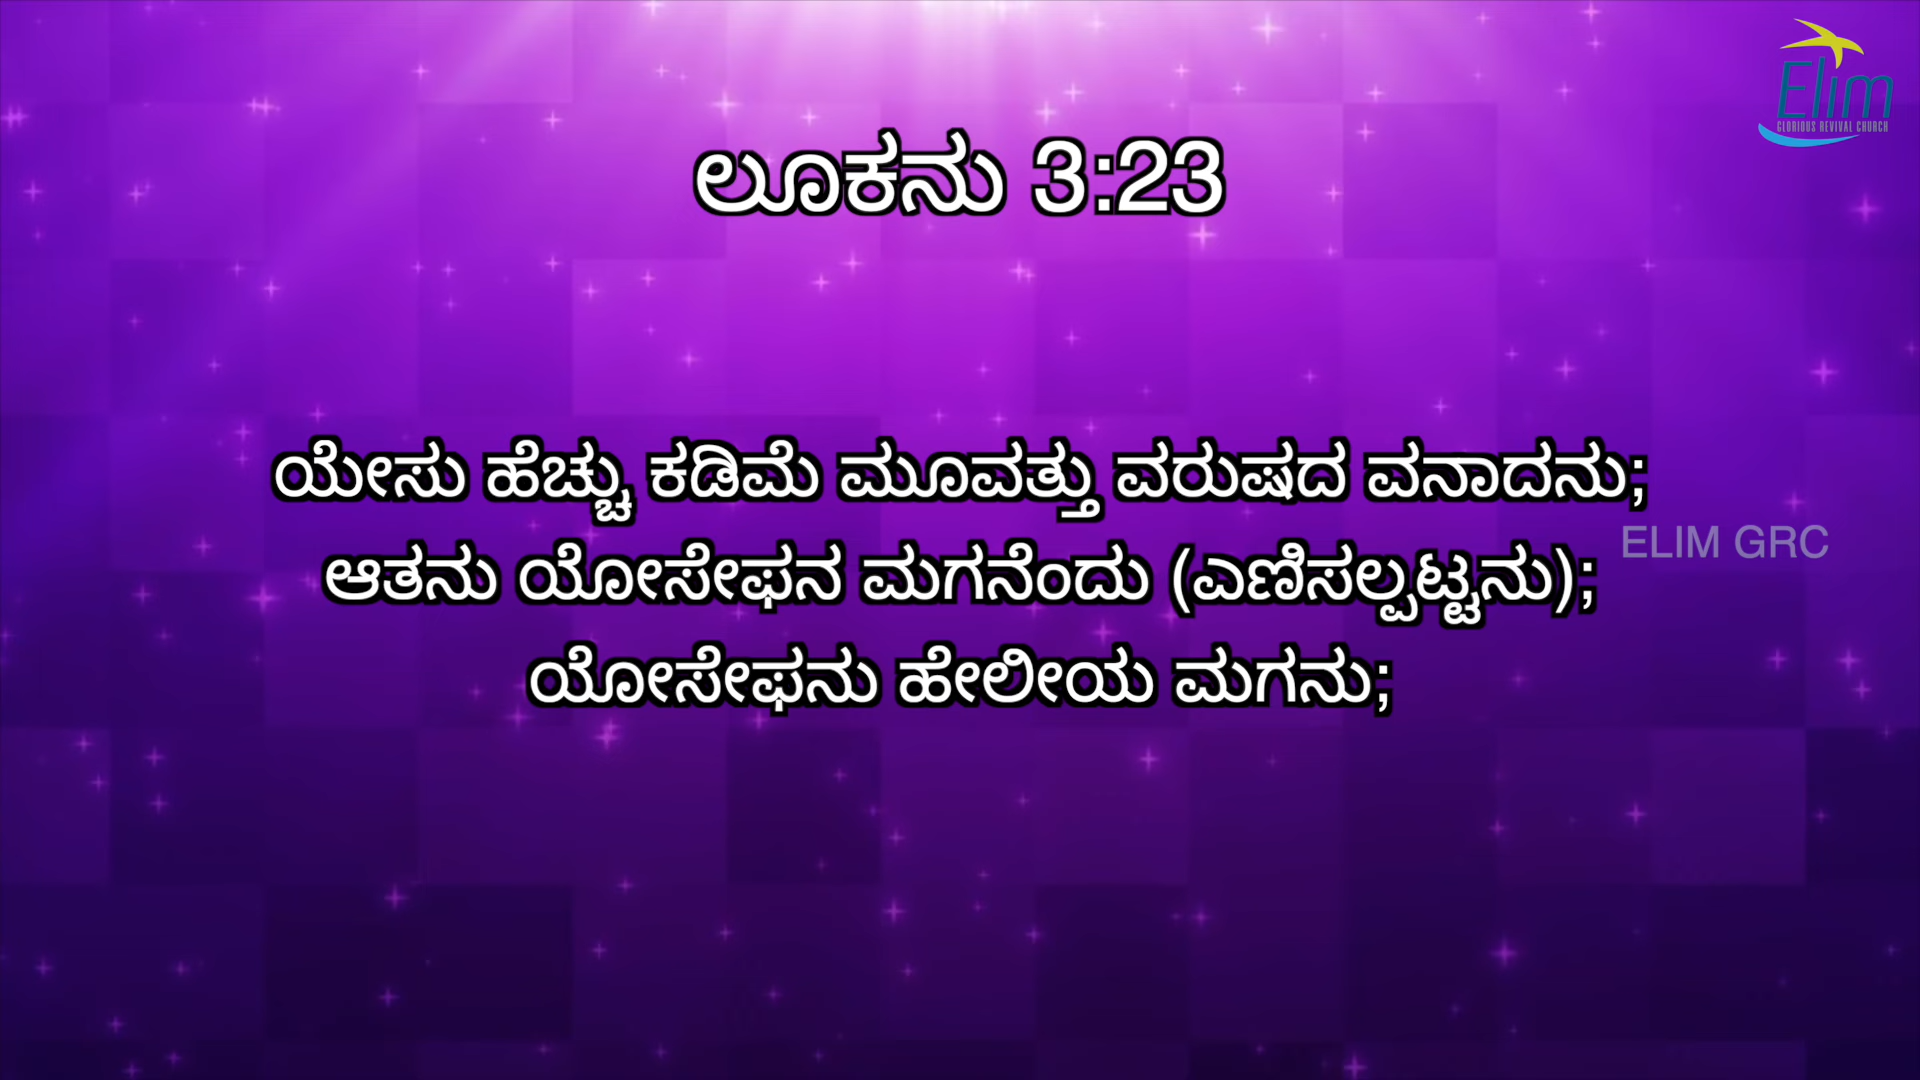 Elim
GLORIOUS REVIVAL CHURCH
ಲೂಕನು 3:23
ಯೇಸು ಹೆಚ್ಚು ಕಡಿಮೆ ಮೂವತ್ತು ವರುಷದ ವನಾದನು;
ಆತನು ಯೋಸೇಫನ ಮಗನೆಂದು (ಎಣಿಸಲ್ಪಟ್ಟನು);
ಯೋಸೇಫನು ಹೇಲೀಯ ಮಗನು;
ELIM GRC